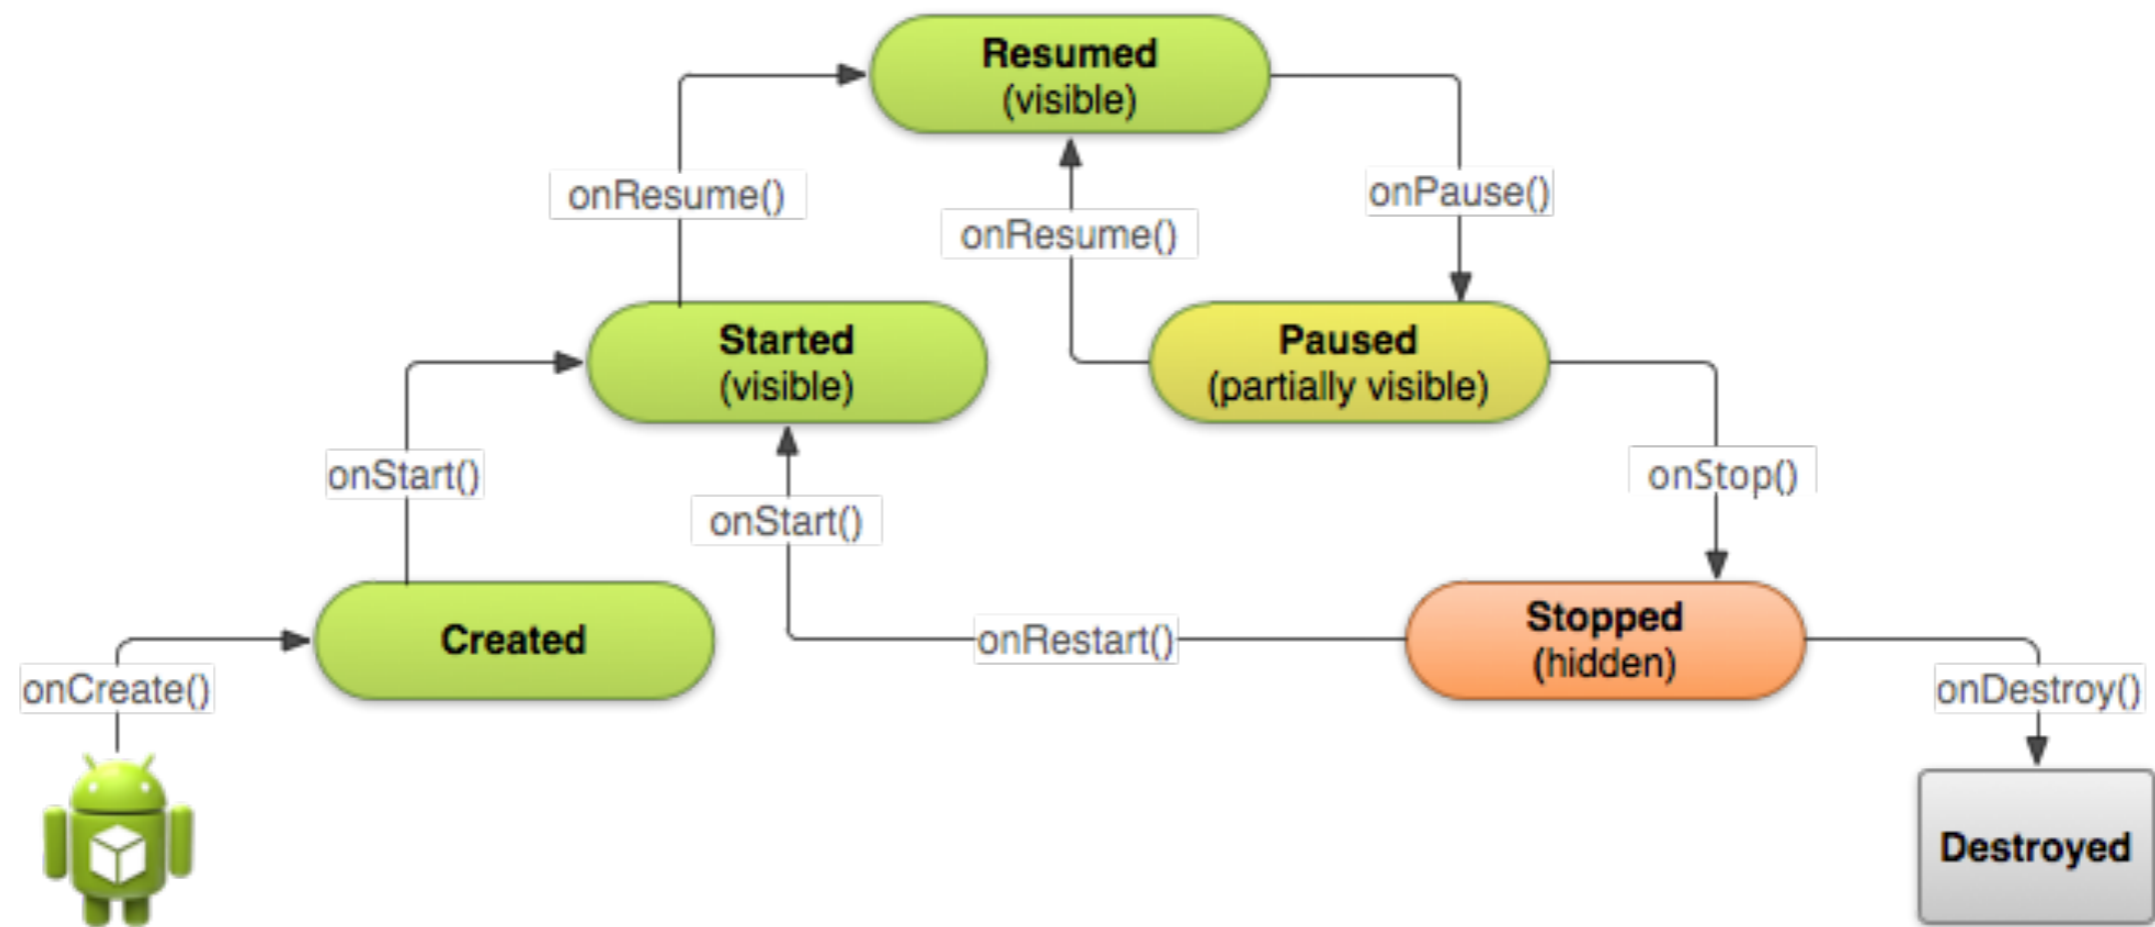 Resumed
(visible)
onResume()
onPause()
onResume()
Started
(visible)
Paused
(partially visible)
onStart()
onStop()
onStart()
Created
onRestart()
Stopped
(hidden)
onCreate()
onDestroy()
Destroyed